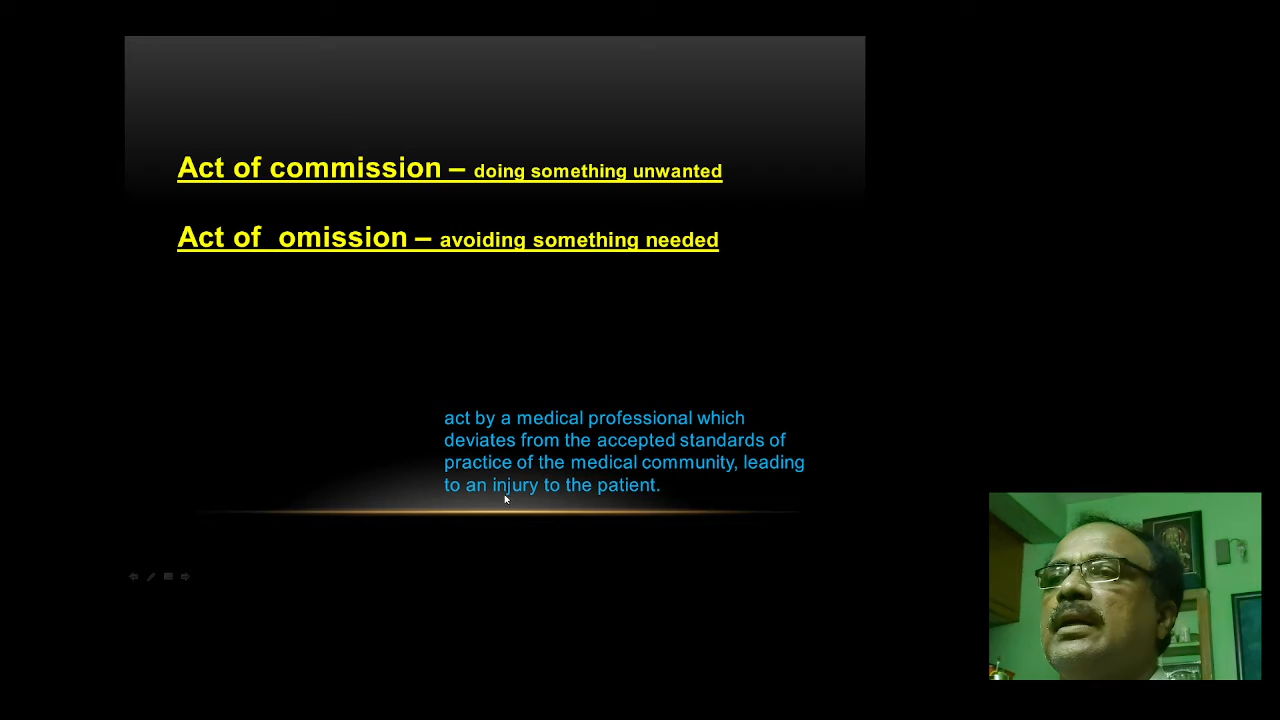 Act of commission – doing something unwanted
Act of  omission – avoiding something needed
act by a medical professional which
deviates from the accepted standards of
practice of the medical community, leading
to an injury to the patient.